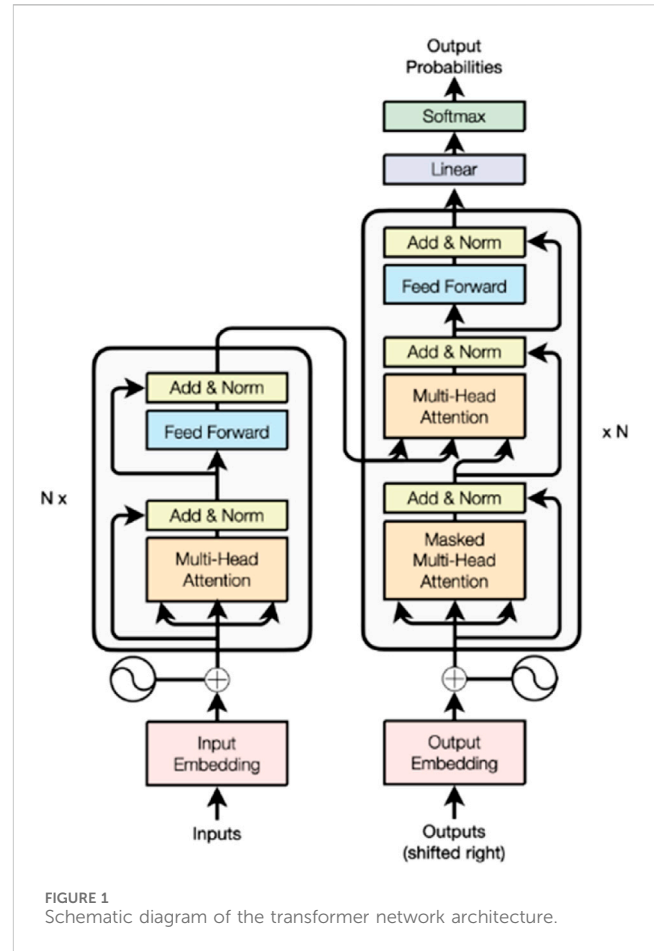 Output
Probabilities
Softmax
Linear
Add & Norm
Feed Forward
Add & Norm
Multi-Head
Attention
x N
Add & Norm
Masked
Multi-Head
Attention
Add & Norm
Feed Forward
N x
Add & Norm
Multi-Head
Attention
Input
Embedding
Output
Embedding
Inputs
Outputs
(shifted right)
FIGURE 1
Schematic diagram of the transformer network architecture.